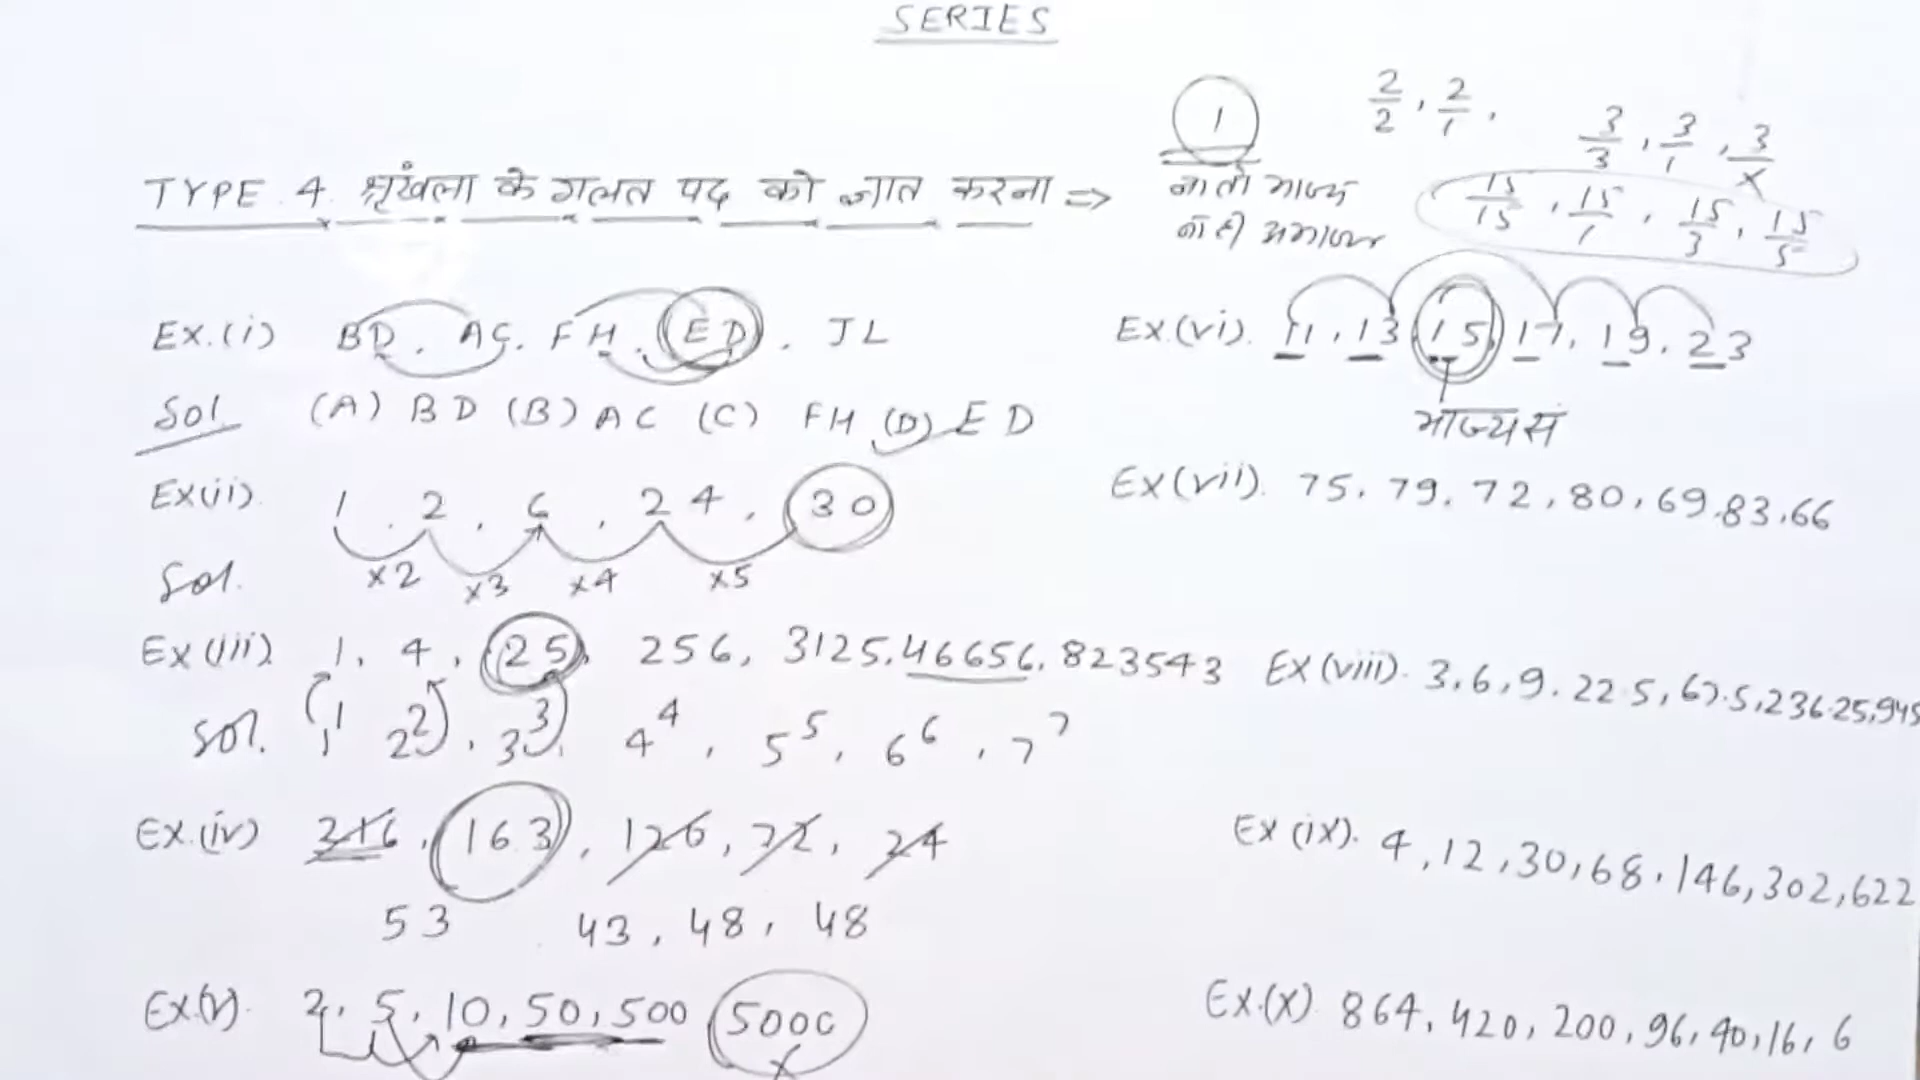 SERIES
TYPE 4. श्रृंखला के गलत पद को ज्ञात करना ⇒
1
ना तो भाज्य
ना ही अभाज्य
2/2, 2/1,
3/3, 3/1, 3/x
15/15, 15/1, 15/3, 15/5
Ex.(i) BD, AC, FH, ED, JL
Sol. (A) BD (B) AC (C) FH (D) ED
Ex(ii). 1, 2, 6, 24, 30
Sol. x2 x3 x4 x5
Ex(iii) 1, 4, 25, 256, 3125, 46656, 823543
Sol. 1^1 2^2, 3^3, 4^4, 5^5, 6^6, 7^7
Ex.(iv) 216, 163, 126, 72, 24
53 43, 48, 48
Ex.(v). 2, 5, 10, 50, 500 5000
x
Ex.(vi). 11, 13, 15, 17, 19, 23
भाज्य सं
Ex(vii). 75, 79, 72, 80, 69, 83, 66
Ex(viii). 3, 6, 9, 22.5, 67.5, 236.25, 945
Ex(ix). 4, 12, 30, 68, 146, 302, 622
Ex.(x) 864, 420, 200, 96, 40, 16, 6